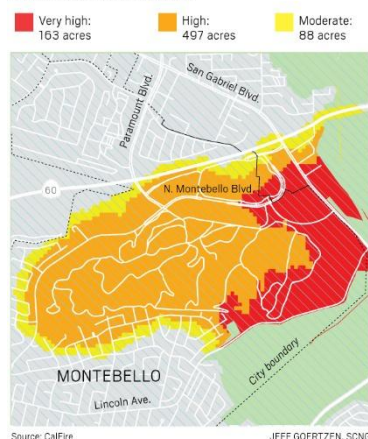 Very high:
163 acres
High:
497 acres
Moderate:
88 acres
San Gabriel Blvd.
Paramount Blvd.
60
N. Montebello Blvd.
MONTEBELLO
City boundary
Lincoln Ave.
Source: CalFire
JEFF GOERTZEN, SCNG